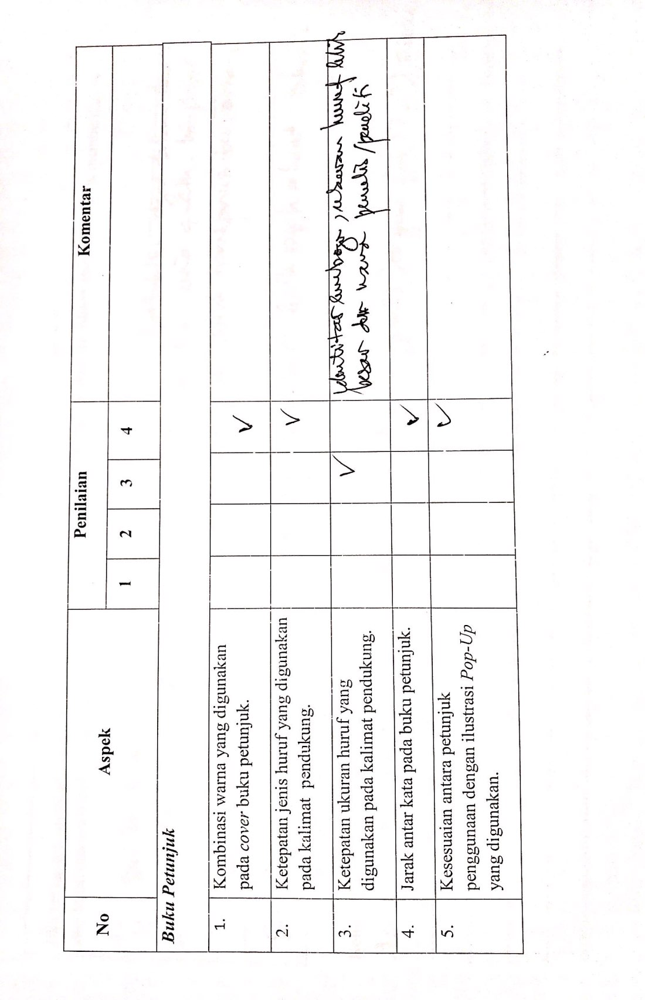 No Aspek Penilaian Komentar
1 2 3 4
Buku Petunjuk
1. Kombinasi warna yang digunakan
pada cover buku petunjuk.
2. Ketepatan jenis huruf yang digunakan
pada kalimat pendukung.
3. Ketepatan ukuran huruf yang
digunakan pada kalimat pendukung.
Identitas lembaga, ukuran huruf lebih
besar dr nama penulis/peneliti
4. Jarak antar kata pada buku petunjuk.
5. Kesesuaian antara petunjuk
penggunaan dengan ilustrasi Pop-Up
yang digunakan.